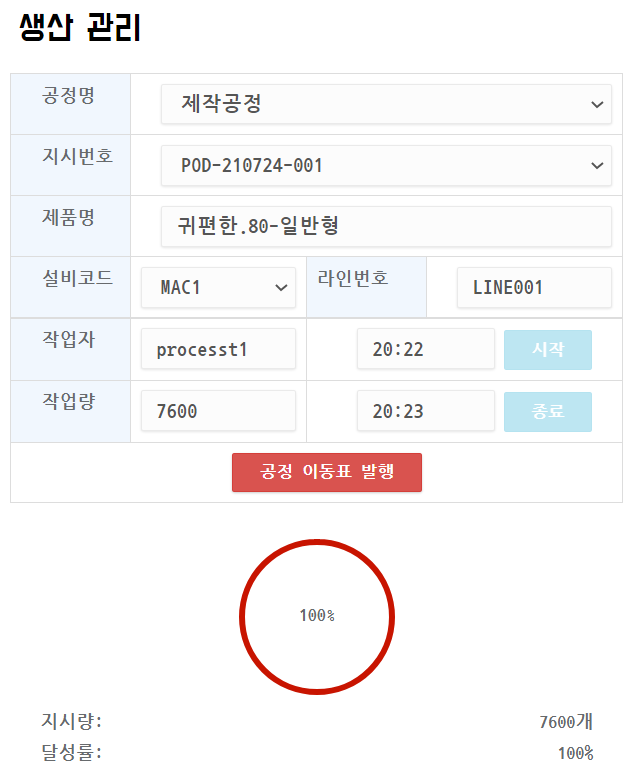 생산 관리
공정명 제작공정
지시번호 POD-210724-001
제품명 귀편한.80-일반형
설비코드 MAC1 라인번호 LINE001
작업자 processt1 20:22 시작
작업량 7600 20:23 종료
공정 이동표 발행
100%
지시량: 7600개
달성률: 100%